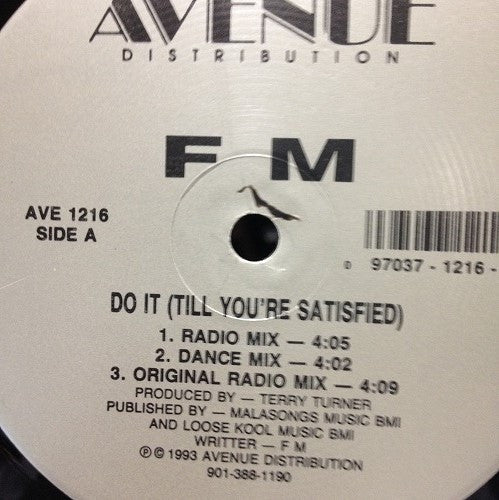 AVENUE
DISTRIBUTION
F M
AVE 1216
SIDE A
0 97037 - 1216 -
DO IT (TILL YOU'RE SATISFIED)
1. RADIO MIX — 4:05
2. DANCE MIX — 4:02
3. ORIGINAL RADIO MIX — 4:09
PRODUCED BY — TERRY TURNER
PUBLISHED BY — MALASONGS MUSIC BMI
AND LOOSE KOOL MUSIC BMI
WRITTER — F M
℗ © 1993 AVENUE DISTRIBUTION
901-388-1190